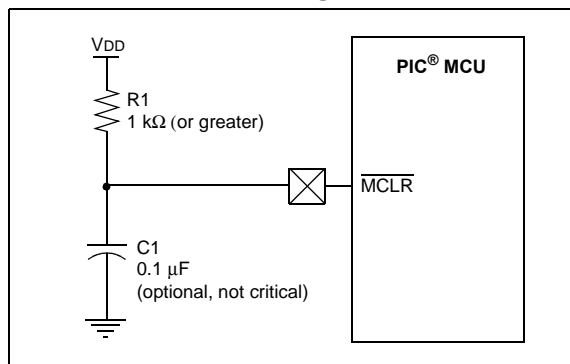 VDD
PIC® MCU
R1
1 kΩ (or greater)
MCLR
C1
0.1 μF
(optional, not critical)